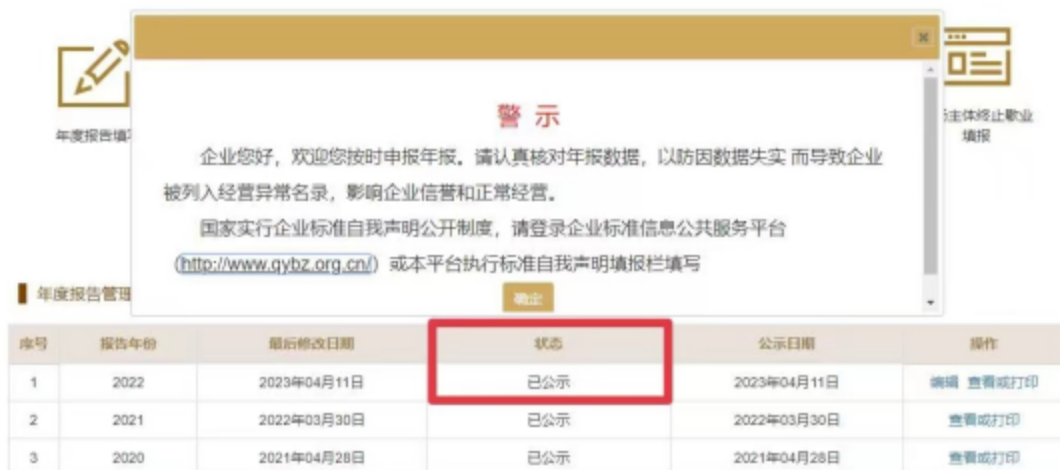 警 示
年度报告填
主体终止歇业
填报
企业您好，欢迎您按时申报年报。请认真核对年报数据，以防因数据失实 而导致企业
被列入经营异常名录，影响企业信誉和正常经营。
国家实行企业标准自我声明公开制度，请登录企业标准信息公共服务平台
（http://www.qybz.org.cn/）或本平台执行标准自我声明填报栏填写
年度报告管理
确定
序号 报告年份 最后修改日期 状态 公示日期 操作
1 2022 2023年04月11日 已公示 2023年04月11日 编辑 查看或打印
2 2021 2022年03月30日 已公示 2022年03月30日 查看或打印
3 2020 2021年04月28日 已公示 2021年04月28日 查看或打印